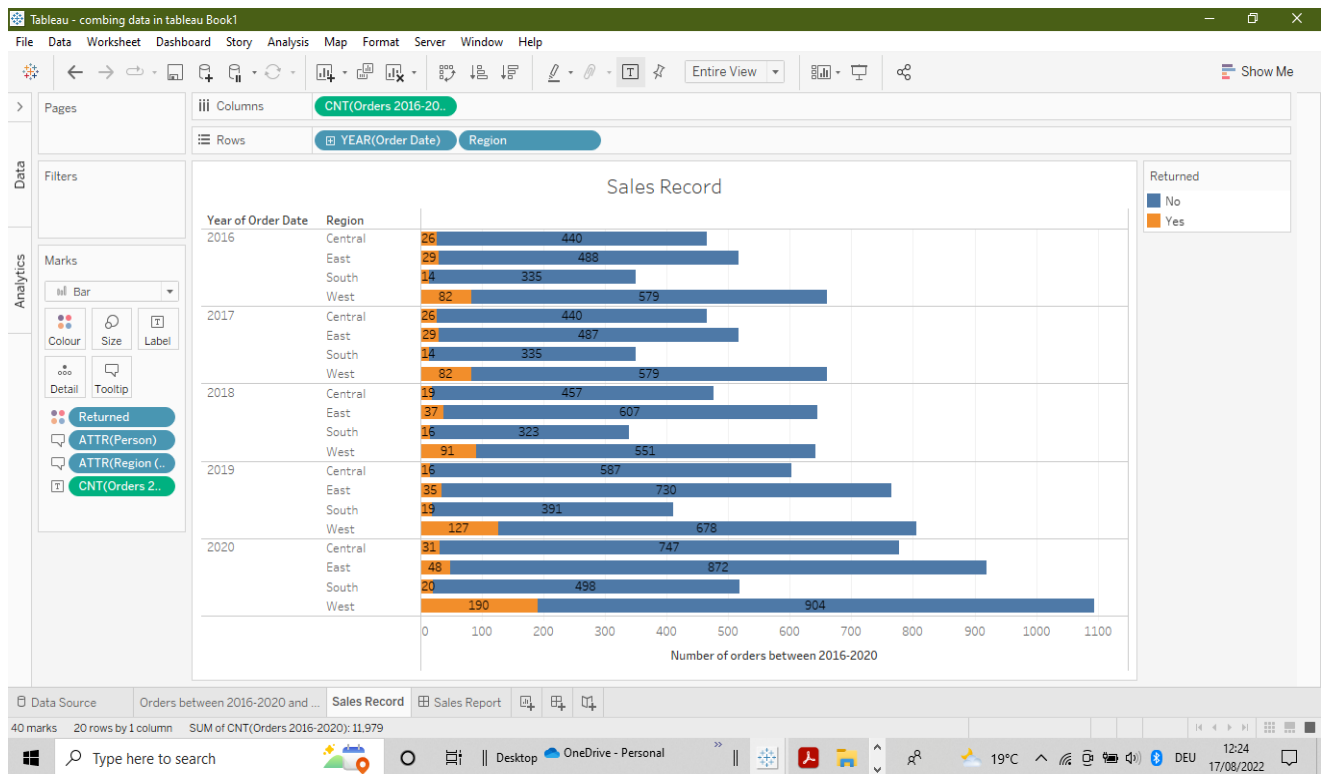 Tableau - combing data in tableau Book1
File Data Worksheet Dashboard Story Analysis Map Format Server Window Help
Entire View
Show Me
Pages
Columns CNT(Orders 2016-20..
Rows YEAR(Order Date) Region
Data
Analytics
Filters
Marks
Bar
Colour Size Label
Detail Tooltip
Returned
ATTR(Person)
ATTR(Region (..
CNT(Orders 2..
Sales Record
Year of Order Date Region
2016 Central 26 440
East 29 488
South 14 335
West 82 579
2017 Central 26 440
East 29 487
South 14 335
West 82 579
2018 Central 19 457
East 37 607
South 16 323
West 91 551
2019 Central 16 587
East 35 730
South 19 391
West 127 678
2020 Central 31 747
East 48 872
South 20 498
West 190 904
0 100 200 300 400 500 600 700 800 900 1000 1100
Number of orders between 2016-2020
Returned
No
Yes
Data Source Orders between 2016-2020 and ... Sales Record Sales Report
40 marks 20 rows by 1 column SUM of CNT(Orders 2016-2020): 11,979
Type here to search Desktop OneDrive - Personal 19°C DEU 12:24
17/08/2022